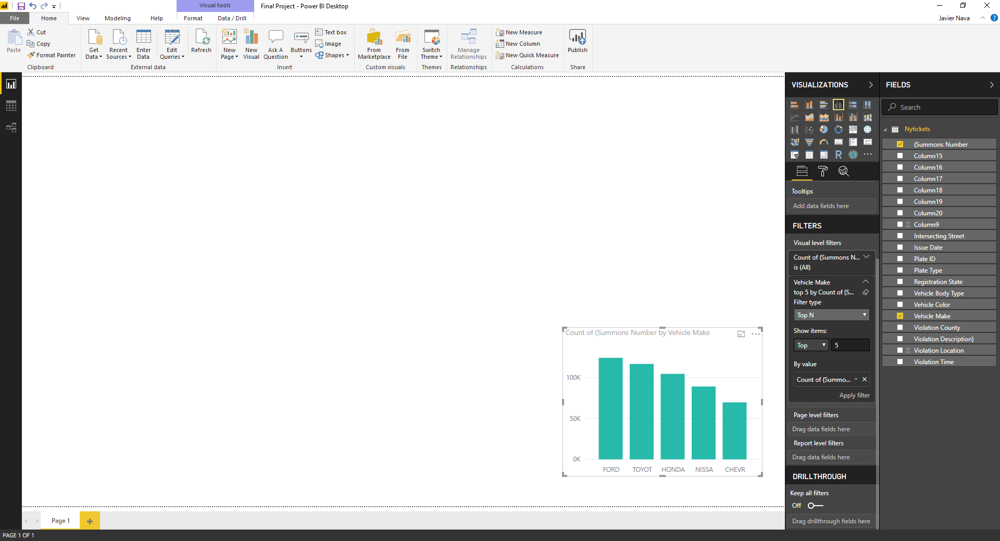 Visual tools
Final Project - Power BI Desktop
File Home View Modeling Help Format Data / Drill
Javier Nava
?
Paste
Cut
Copy
Format Painter
Clipboard
Get Data
Recent Sources
Enter Data
Edit Queries
Refresh
External data
New Page
New Visual
Ask A Question
Buttons
Text box
Image
Shapes
Insert
From Marketplace
From File
Custom visuals
Switch Theme
Themes
Manage Relationships
Relationships
New Measure
New Column
New Quick Measure
Calculations
Publish
Share
Count of (Summons Number by Vehicle Make
100K
50K
0K
FORD TOYOT HONDA NISSA CHEVR
VISUALIZATIONS
R
Tooltips
Add data fields here
FILTERS
Visual level filters
Count of (Summons N...
is (All)
Vehicle Make
top 5 by Count of (S...
Filter type
Top N
Show items:
Top 5
By value
Count of (Summo...
Apply filter
Page level filters
Drag data fields here
Report level filters
Drag data fields here
DRILLTHROUGH
Keep all filters
Off
Drag drillthrough fields here
FIELDS
Search
Nytickets
(Summons Number
Column15
Column16
Column17
Column18
Column19
Column20
Σ Column9
Intersecting Street
Issue Date
Plate ID
Plate Type
Registration State
Vehicle Body Type
Vehicle Color
Vehicle Make
Violation County
Violation Description)
Σ Violation Location
Violation Time
Page 1
PAGE 1 OF 1